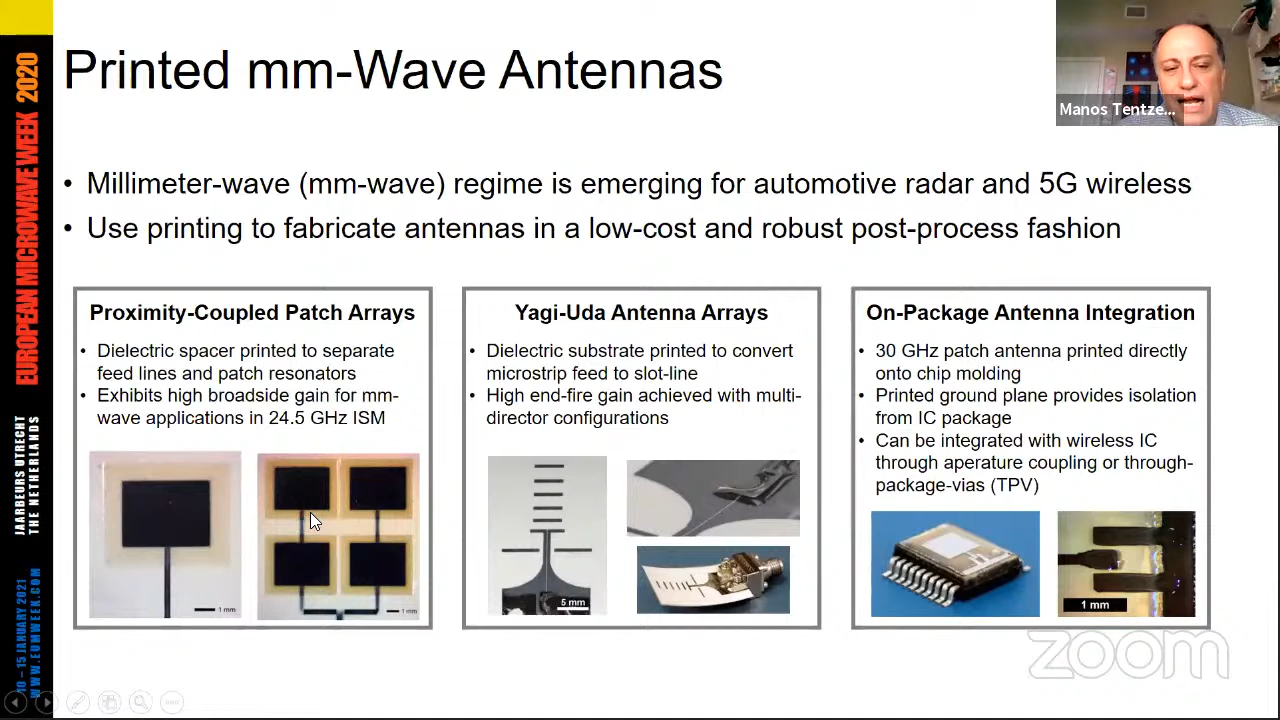 Printed mm-Wave Antennas
Manos Tentze...
• Millimeter-wave (mm-wave) regime is emerging for automotive radar and 5G wireless
• Use printing to fabricate antennas in a low-cost and robust post-process fashion
Proximity-Coupled Patch Arrays
• Dielectric spacer printed to separate
feed lines and patch resonators
• Exhibits high broadside gain for mm-
wave applications in 24.5 GHz ISM
1 mm
1 mm
Yagi-Uda Antenna Arrays
• Dielectric substrate printed to convert
microstrip feed to slot-line
• High end-fire gain achieved with multi-
director configurations
5 mm
On-Package Antenna Integration
• 30 GHz patch antenna printed directly
onto chip molding
• Printed ground plane provides isolation
from IC package
• Can be integrated with wireless IC
through aperature coupling or through-
package-vias (TPV)
1 mm
zoom
EUROPEAN MICROWAVE WEEK 2020
JAARBEURS UTRECHT
THE NETHERLANDS
10 – 15 JANUARY 2021
WWW.EUMWEEK.COM